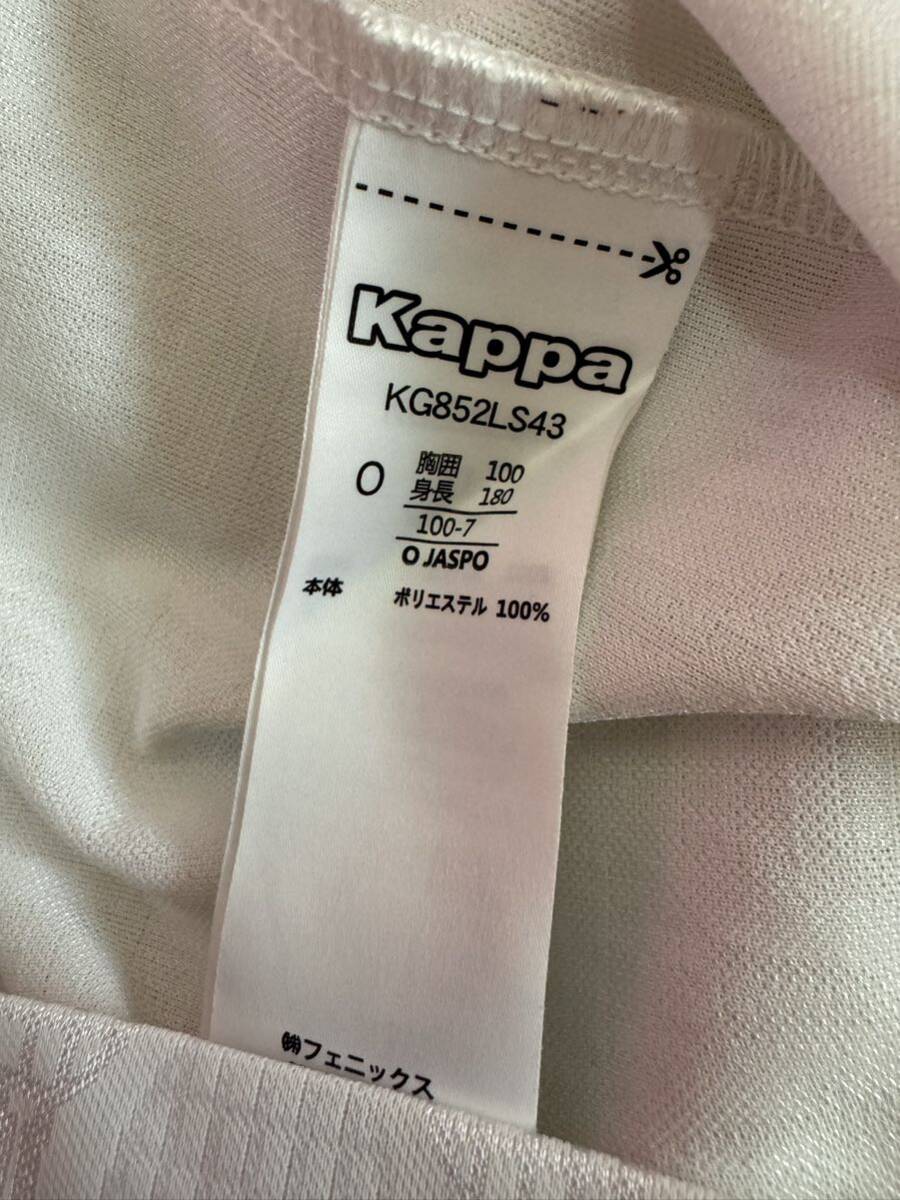 Kappa
KG852LS43
O 胸囲 100
身長 180
100-7
O JASPO
本体 ポリエステル 100%
㈱フェニックス